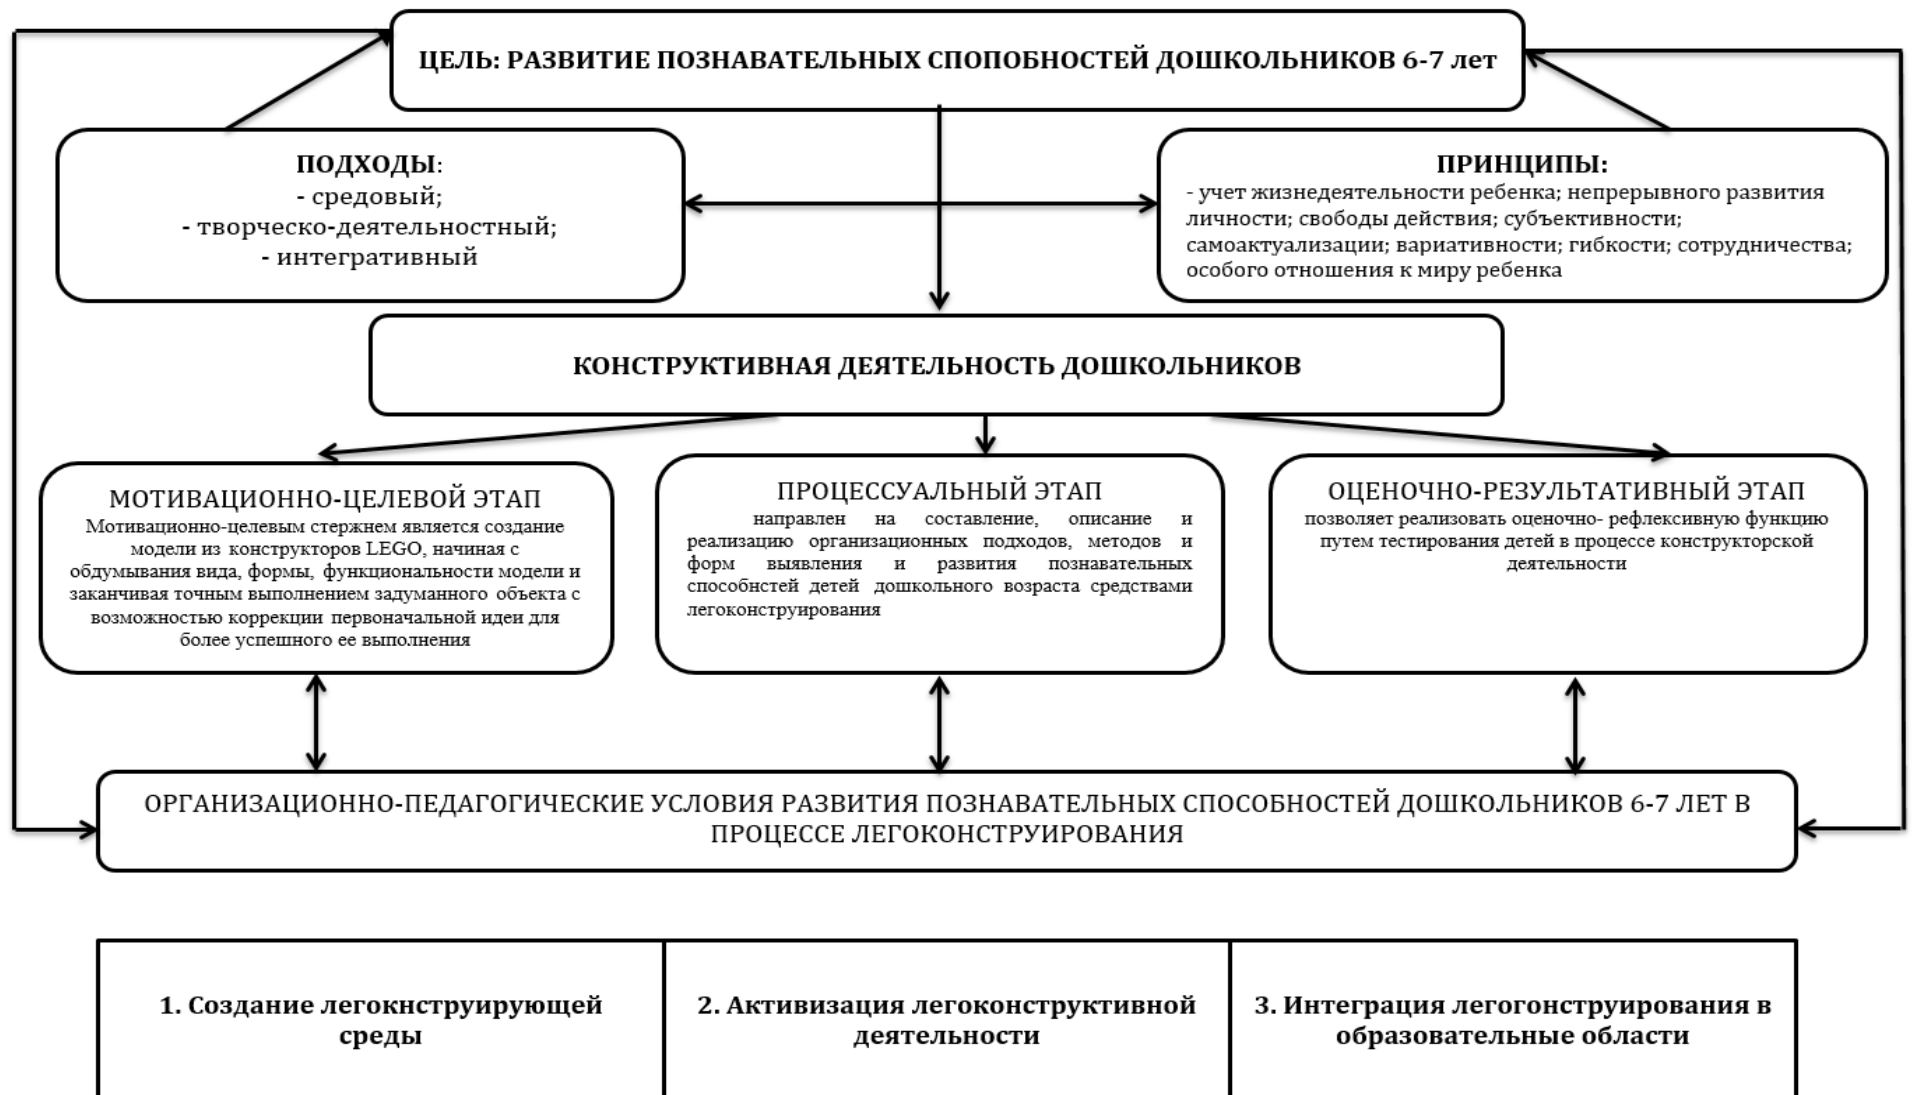 ЦЕЛЬ: РАЗВИТИЕ ПОЗНАВАТЕЛЬНЫХ СПОПОБНОСТЕЙ ДОШКОЛЬНИКОВ 6-7 лет
ПОДХОДЫ:
- средовый;
- творческо-деятельностный;
- интегративный
ПРИНЦИПЫ:
- учет жизнедеятельности ребенка; непрерывного развития
личности; свободы действия; субъективности;
самоактуализации; вариативности; гибкости; сотрудничества;
особого отношения к миру ребенка
КОНСТРУКТИВНАЯ ДЕЯТЕЛЬНОСТЬ ДОШКОЛЬНИКОВ
МОТИВАЦИОННО-ЦЕЛЕВОЙ ЭТАП
Мотивационно-целевым стержнем является создание
модели из конструкторов LEGO, начиная с
обдумывания вида, формы, функциональности модели и
заканчивая точным выполнением задуманного объекта с
возможностью коррекции первоначальной идеи для
более успешного ее выполнения
ПРОЦЕССУАЛЬНЫЙ ЭТАП
направлен на составление, описание и
реализацию организационных подходов, методов и
форм выявления и развития познавательных
способнстей детей дошкольного возраста средствами
легоконструирования
ОЦЕНОЧНО-РЕЗУЛЬТАТИВНЫЙ ЭТАП
позволяет реализовать оценочно- рефлексивную функцию
путем тестирования детей в процессе конструкторской
деятельности
ОРГАНИЗАЦИОННО-ПЕДАГОГИЧЕСКИЕ УСЛОВИЯ РАЗВИТИЯ ПОЗНАВАТЕЛЬНЫХ СПОСОБНОСТЕЙ ДОШКОЛЬНИКОВ 6-7 ЛЕТ В
ПРОЦЕССЕ ЛЕГОКОНСТРУИРОВАНИЯ
1. Создание легокнструирующей
среды
2. Активизация легоконструктивной
деятельности
3. Интеграция легогонструирования в
образовательные области